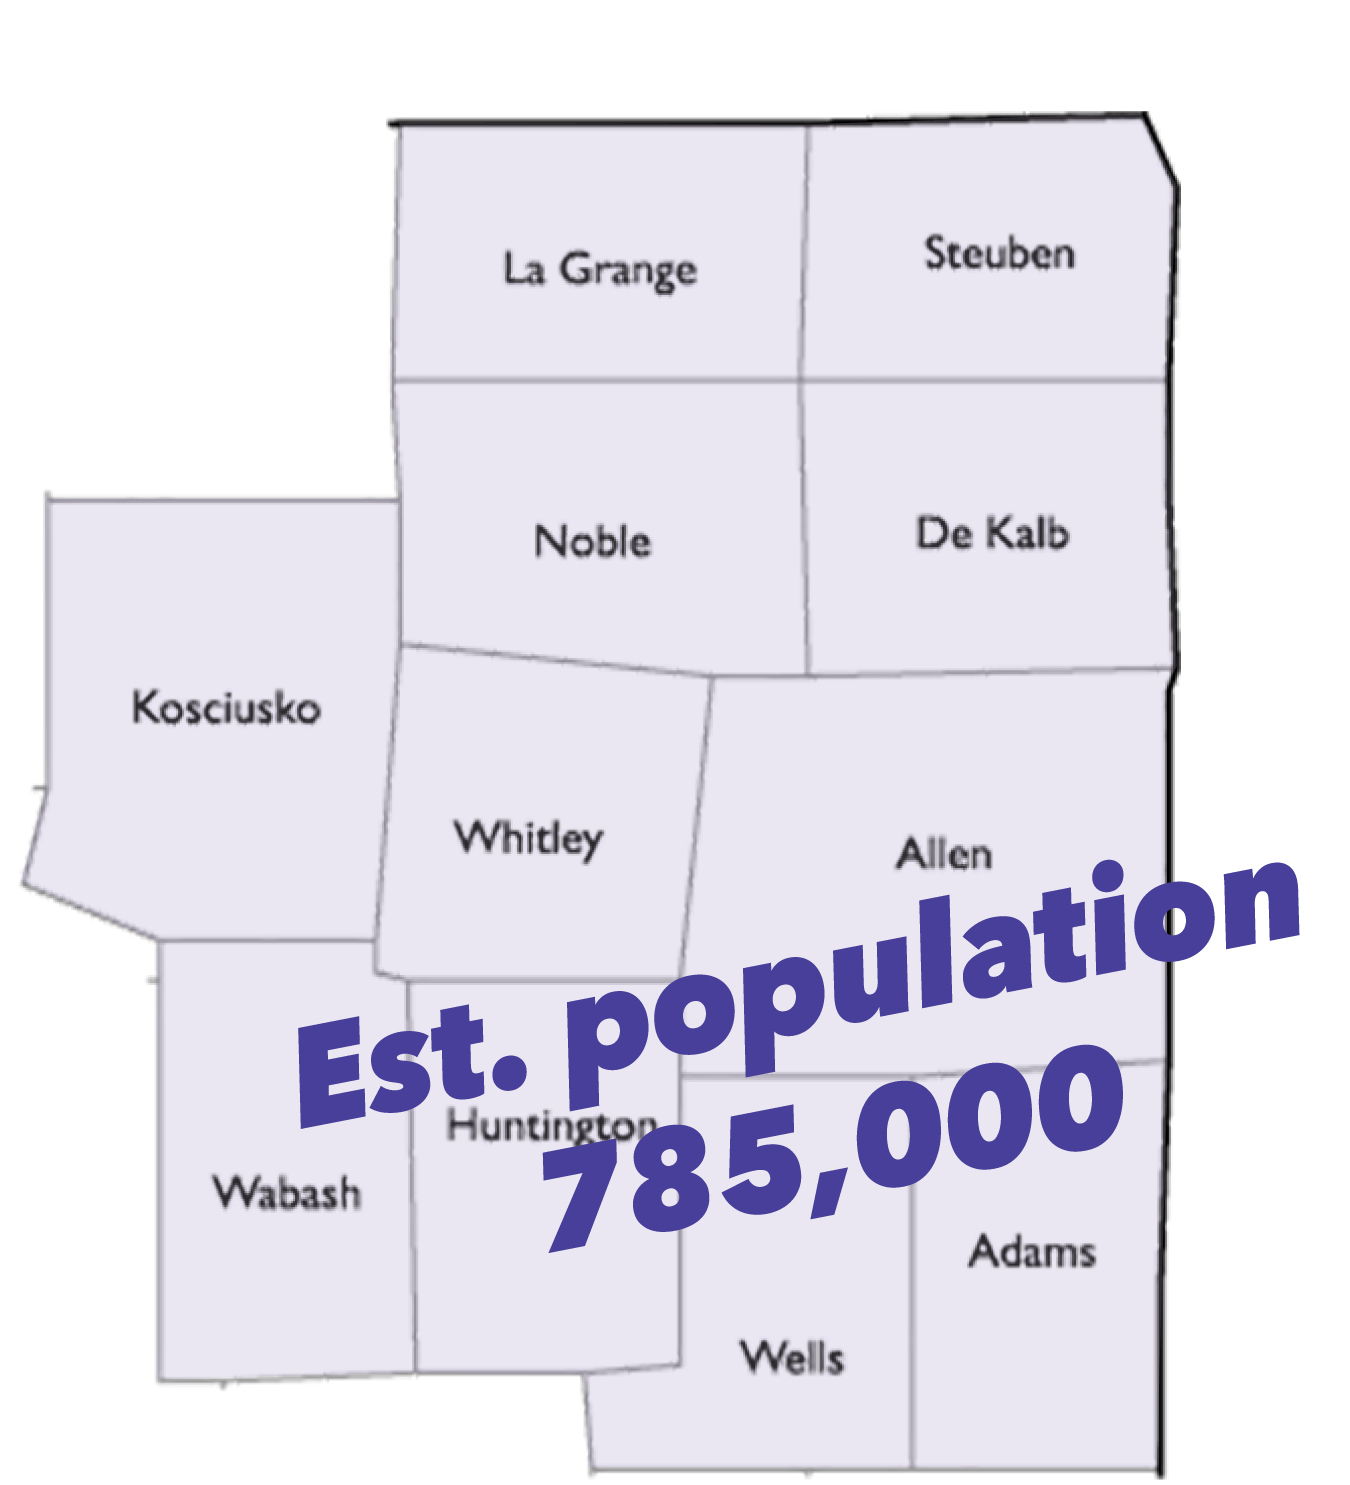 La Grange
Steuben
Noble
De Kalb
Kosciusko
Whitley
Allen
Est. population
785,000
Huntington
Wabash
Adams
Wells